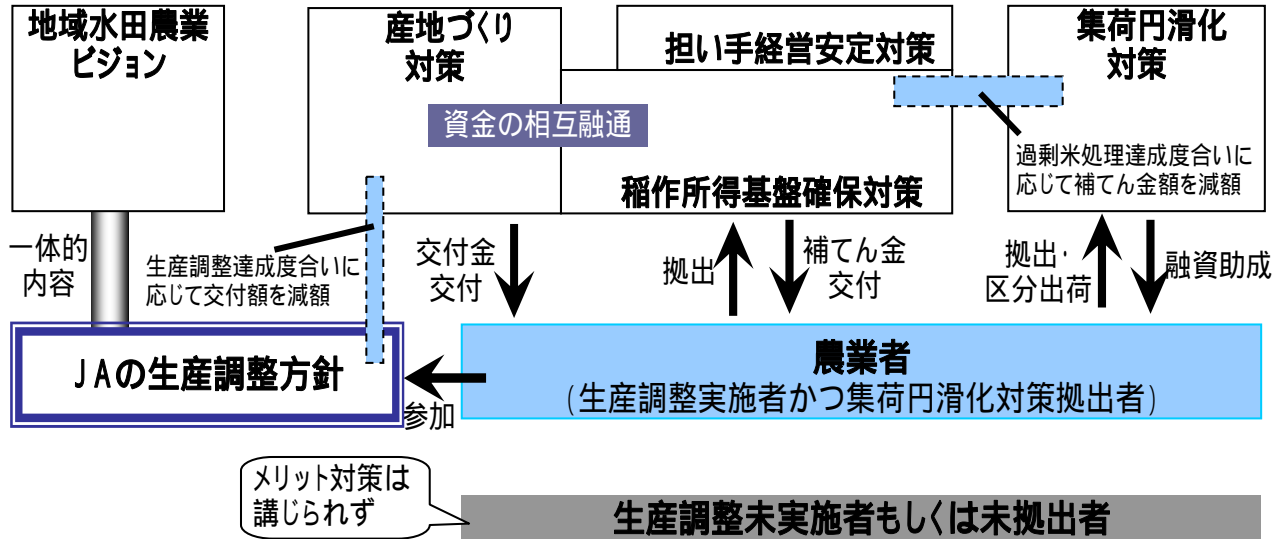 地域水田農業
ビジョン
産地づくり
対策
担い手経営安定対策
集荷円滑化
対策
資金の相互融通
過剰米処理達成度合いに
応じて補てん金額を減額
稲作所得基盤確保対策
一体的
内容
生産調整達成度合いに
応じて交付額を減額
交付金
交付
拠出
補てん金
交付
拠出・
区分出荷
融資助成
JAの生産調整方針
参加
農業者
(生産調整実施者かつ集荷円滑化対策拠出者)
メリット対策は
講じられず
生産調整未実施者もしくは未拠出者